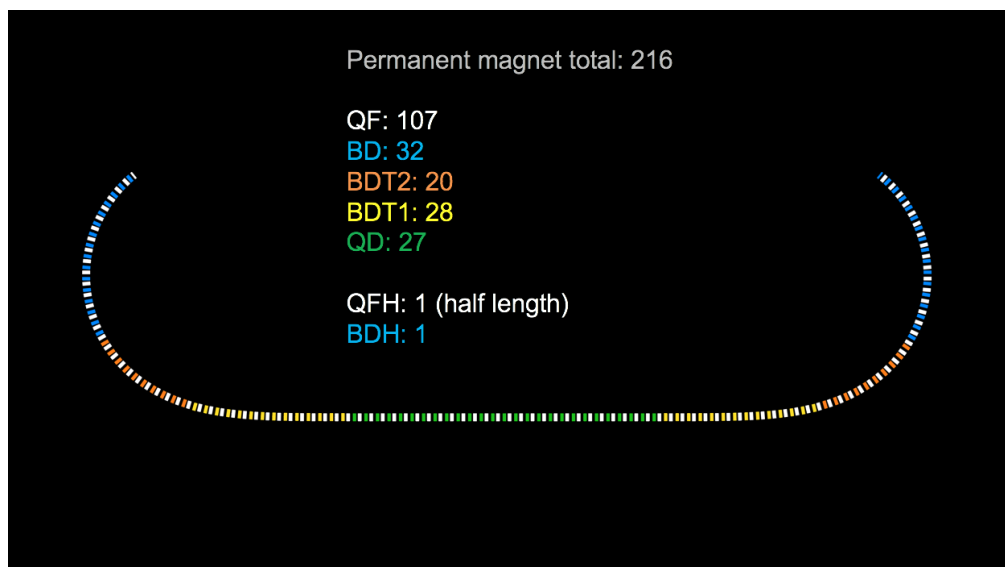 Permanent magnet total: 216
QF: 107
BD: 32
BDT2: 20
BDT1: 28
QD: 27
QFH: 1 (half length)
BDH: 1